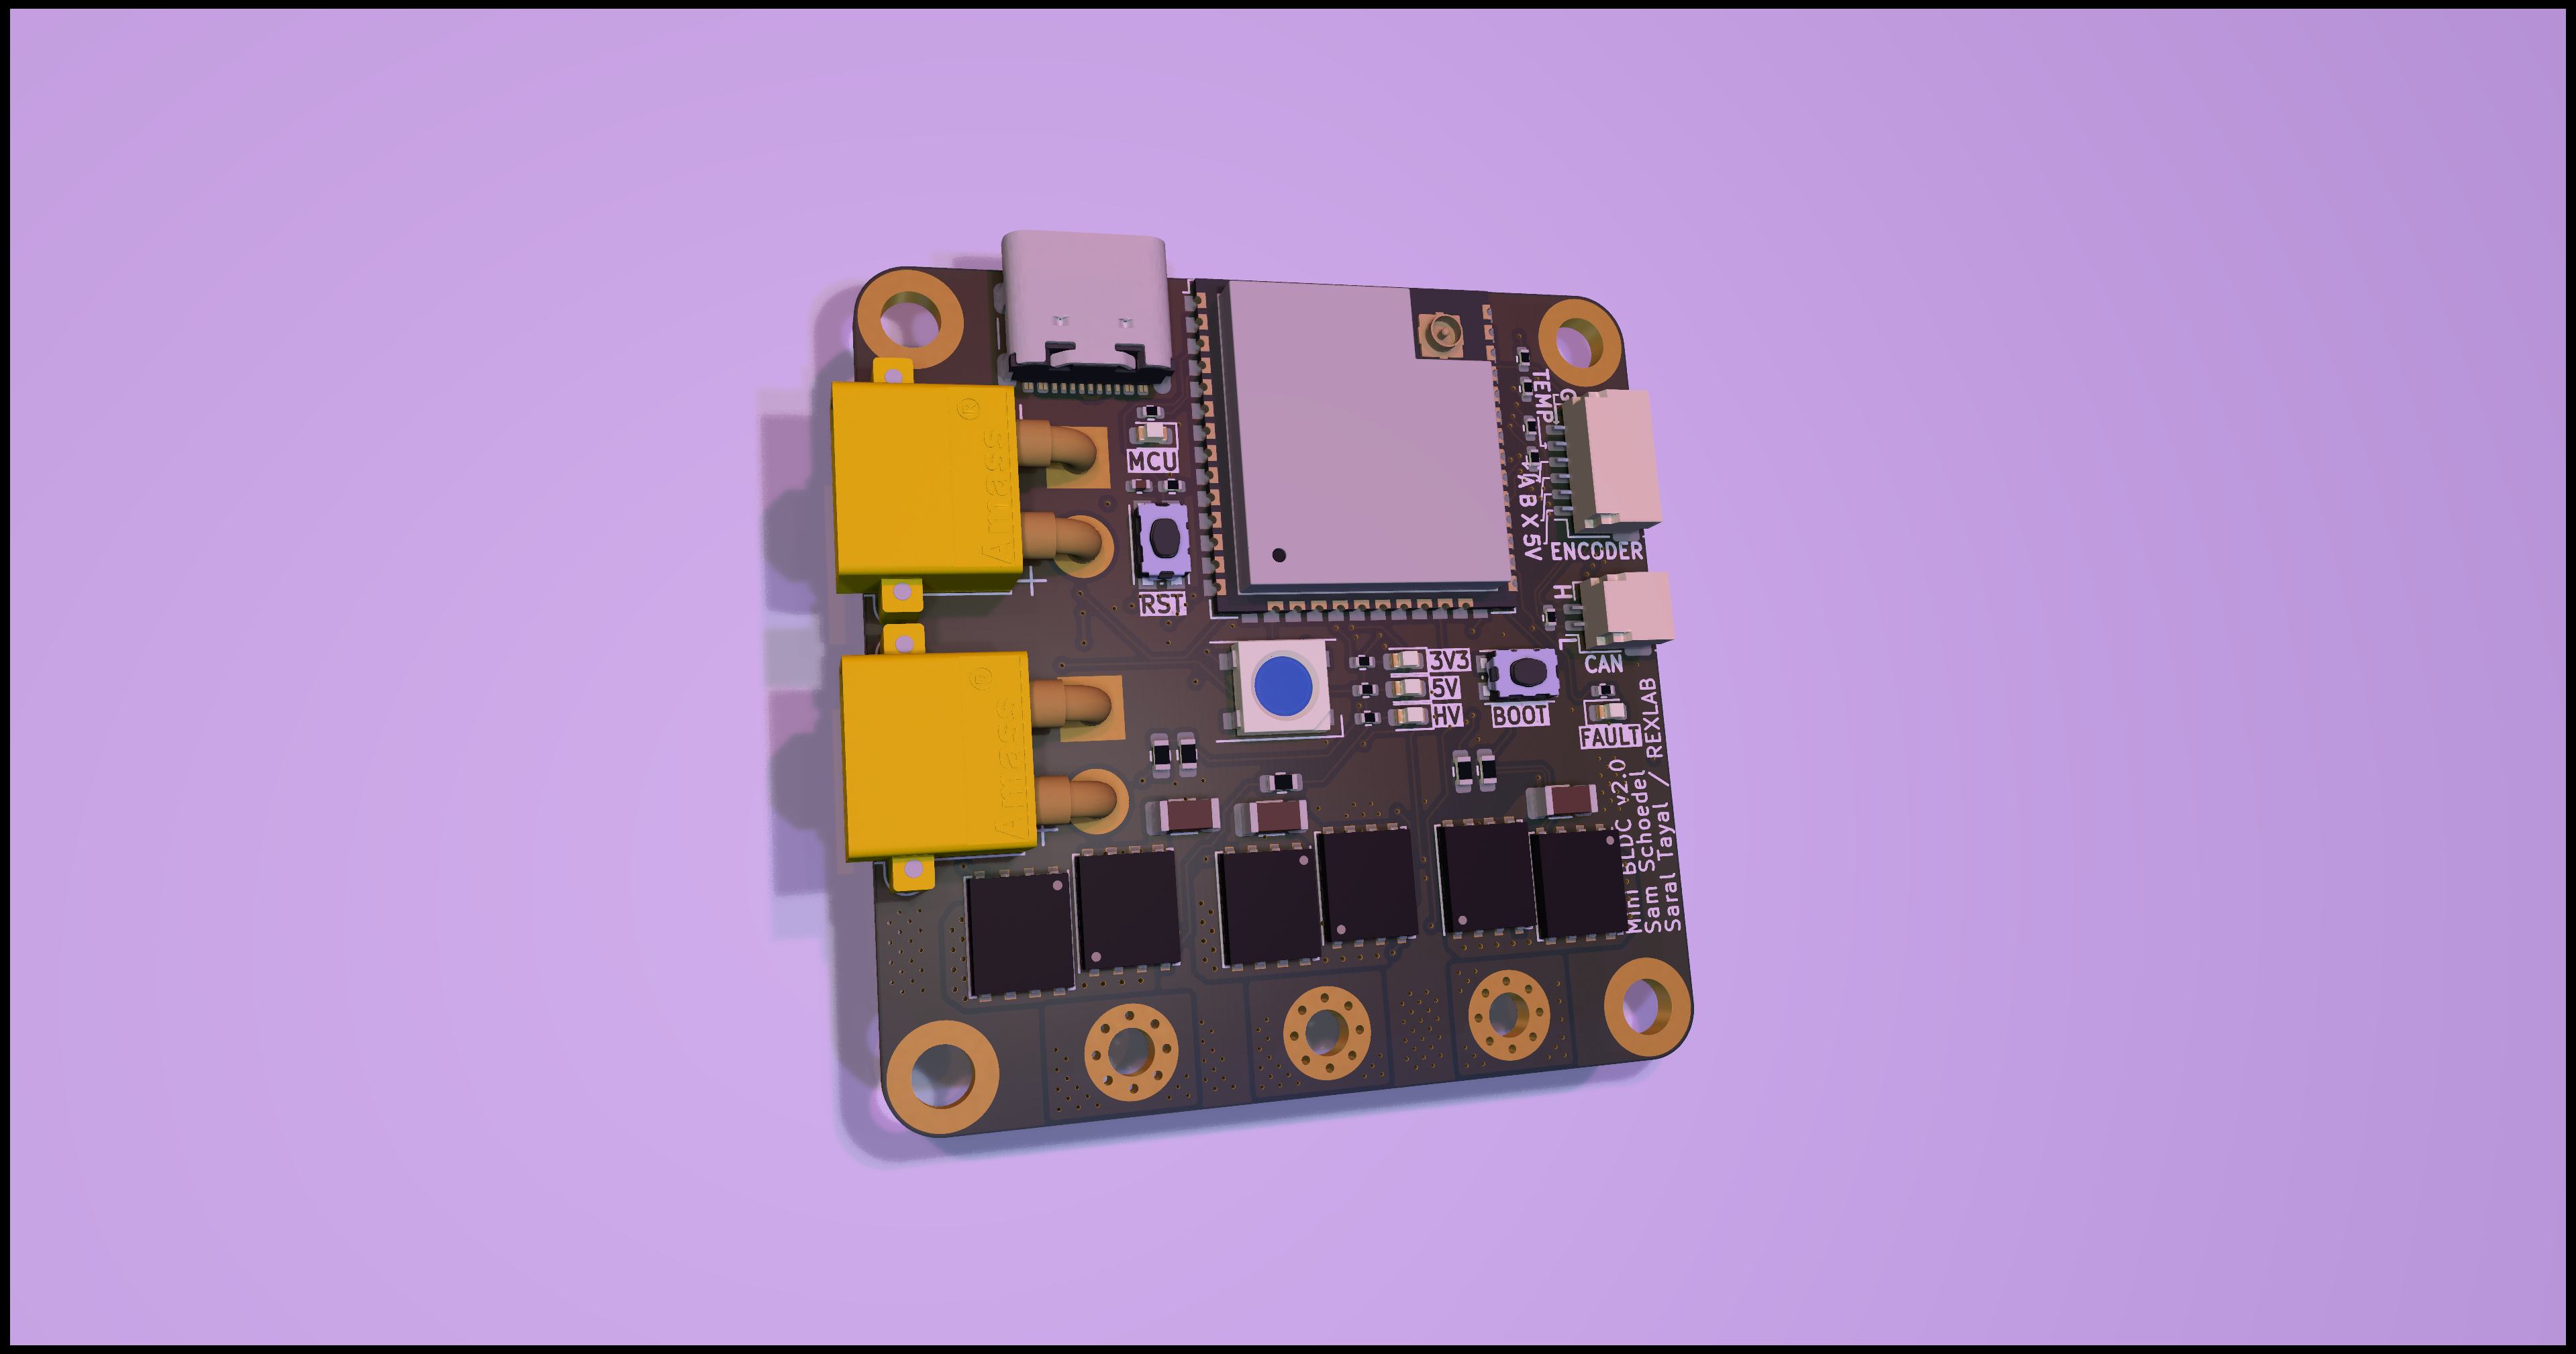 Amass
®
Amass
®
MCU
RST
TEMP
G
A B X 5V
ENCODER
H
L
CAN
3V3
5V
HV
BOOT
FAULT
Mini BLDC v2.0
Sam Schoedel
Saral Tayal / REXLAB